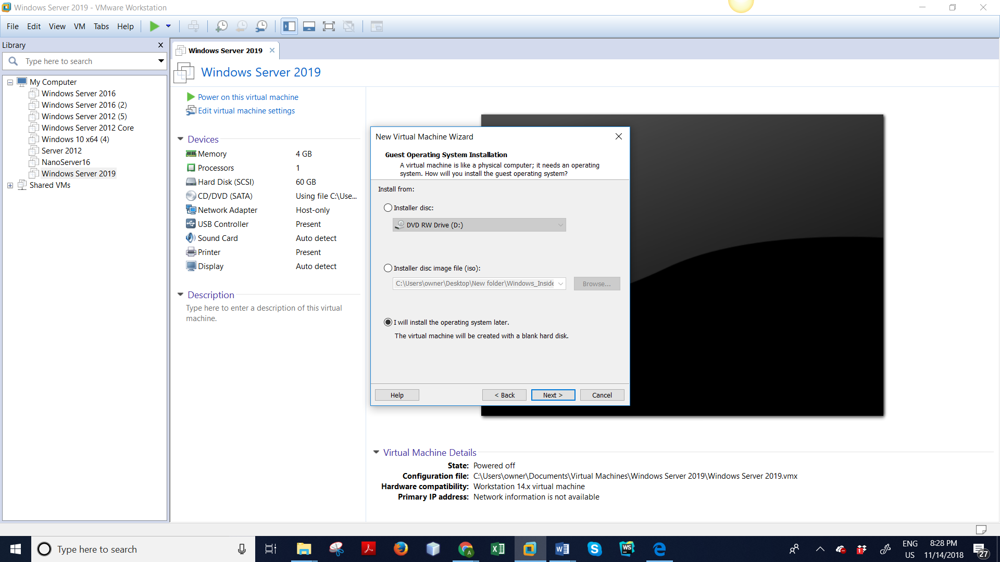 Windows Server 2019 - VMware Workstation
File Edit View VM Tabs Help
Library
Type here to search
My Computer
Windows Server 2016
Windows Server 2016 (2)
Windows Server 2012 (5)
Windows Server 2012 Core
Windows 10 x64 (4)
Server 2012
NanoServer16
Windows Server 2019
Shared VMs
Windows Server 2019
Windows Server 2019
Power on this virtual machine
Edit virtual machine settings
Devices
Memory 4 GB
Processors 1
Hard Disk (SCSI) 60 GB
CD/DVD (SATA) Using file C:\Use...
Network Adapter Host-only
USB Controller Present
Sound Card Auto detect
Printer Present
Display Auto detect
Description
Type here to enter a description of this virtual
machine.
New Virtual Machine Wizard
Guest Operating System Installation
A virtual machine is like a physical computer; it needs an operating
system. How will you install the guest operating system?
Install from:
Installer disc:
DVD RW Drive (D:)
Installer disc image file (iso):
C:\Users\owner\Desktop\New folder\Windows_Inside
Browse...
I will install the operating system later.
The virtual machine will be created with a blank hard disk.
Help < Back Next > Cancel
Virtual Machine Details
State: Powered off
Configuration file: C:\Users\owner\Documents\Virtual Machines\Windows Server 2019\Windows Server 2019.vmx
Hardware compatibility: Workstation 14.x virtual machine
Primary IP address: Network information is not available
Type here to search
ENG
US
8:28 PM
11/14/2018
27